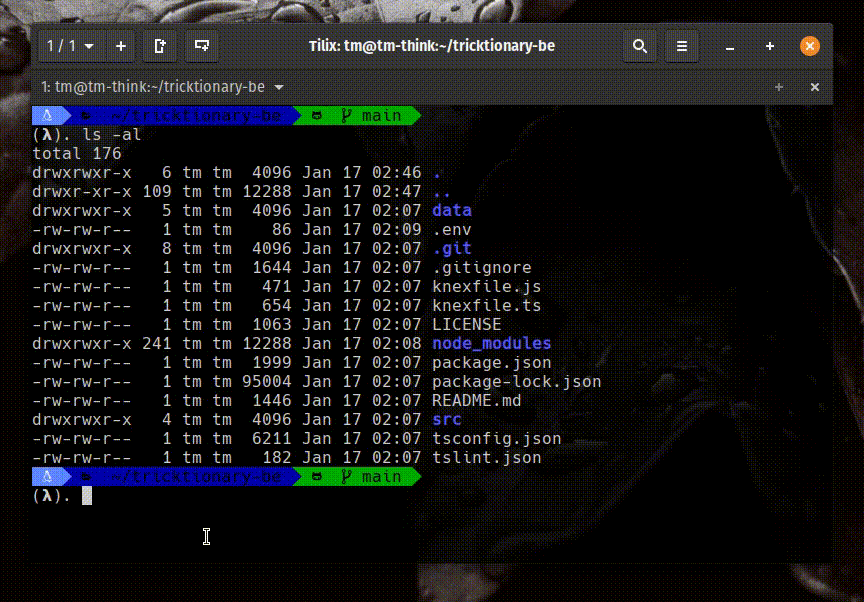 1 / 1
Tilix: tm@tm-think:~/tricktionary-be
1: tm@tm-think:~/tricktionary-be
~/tricktionary-be main
(λ). ls -al
total 176
drwxrwxr-x   6 tm tm  4096 Jan 17 02:46 .
drwxr-xr-x 109 tm tm 12288 Jan 17 02:47 ..
drwxrwxr-x   5 tm tm  4096 Jan 17 02:07 data
-rw-rw-r--   1 tm tm    86 Jan 17 02:09 .env
drwxrwxr-x   8 tm tm  4096 Jan 17 02:07 .git
-rw-rw-r--   1 tm tm  1644 Jan 17 02:07 .gitignore
-rw-rw-r--   1 tm tm   471 Jan 17 02:07 knexfile.js
-rw-rw-r--   1 tm tm   654 Jan 17 02:07 knexfile.ts
-rw-rw-r--   1 tm tm  1063 Jan 17 02:07 LICENSE
drwxrwxr-x 241 tm tm 12288 Jan 17 02:08 node_modules
-rw-rw-r--   1 tm tm  1999 Jan 17 02:07 package.json
-rw-rw-r--   1 tm tm 95004 Jan 17 02:07 package-lock.json
-rw-rw-r--   1 tm tm  1446 Jan 17 02:07 README.md
drwxrwxr-x   4 tm tm  4096 Jan 17 02:07 src
-rw-rw-r--   1 tm tm  6211 Jan 17 02:07 tsconfig.json
-rw-rw-r--   1 tm tm   182 Jan 17 02:07 tslint.json
~/tricktionary-be main
(λ).